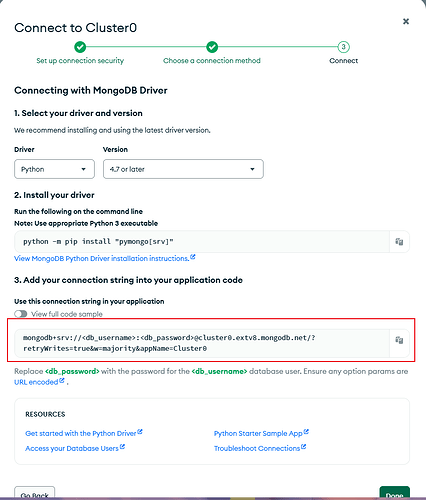 Connect to Cluster0
Set up connection security
Choose a connection method
3
Connect
Connecting with MongoDB Driver
1. Select your driver and version
We recommend installing and using the latest driver version.
Driver
Version
Python
4.7 or later
2. Install your driver
Run the following on the command line
Note: Use appropriate Python 3 executable
python -m pip install "pymongo[srv]"
View MongoDB Python Driver installation instructions.
3. Add your connection string into your application code
Use this connection string in your application
View full code sample
mongodb+srv://<db_username>:<db_password>@cluster0.extv8.mongodb.net/?
retryWrites=true&w=majority&appName=Cluster0
Replace <db_password> with the password for the <db_username> database user. Ensure any option params are
URL encoded .
RESOURCES
Get started with the Python Driver
Python Starter Sample App
Access your Database Users
Troubleshoot Connections
Go Back
Done